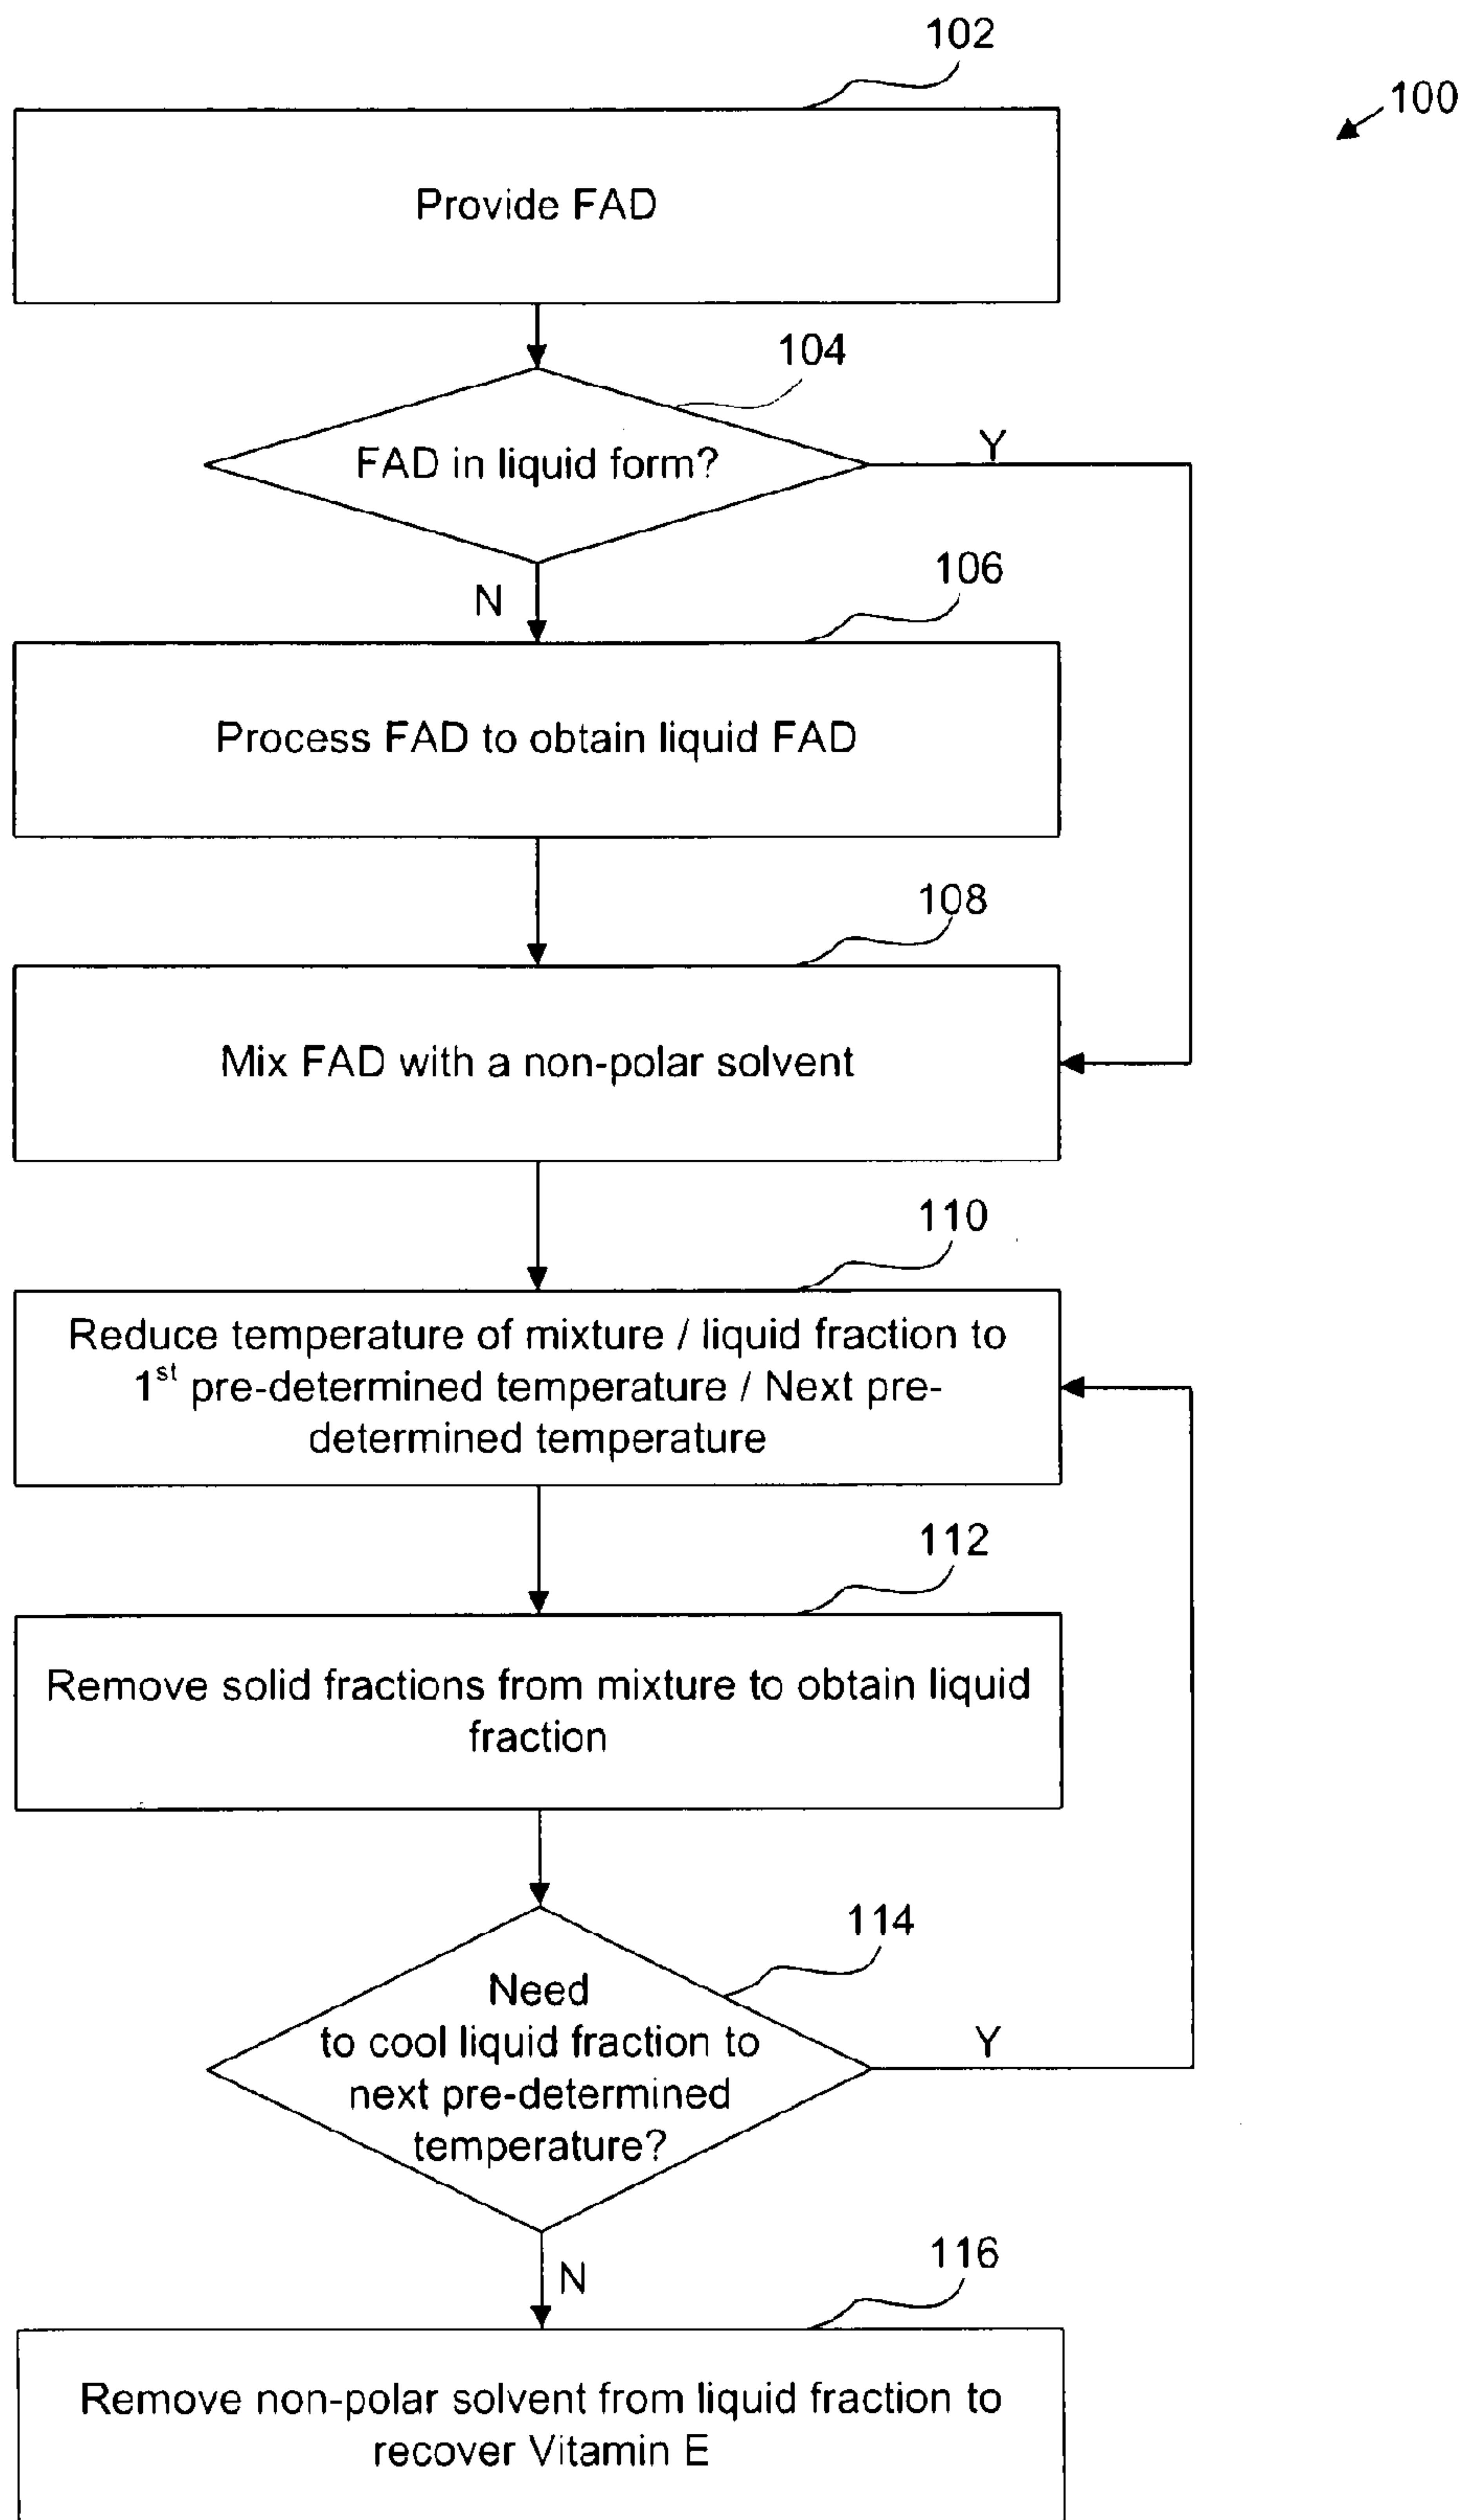 102
100
Provide FAD
104
FAD in liquid form?
Y
N
106
Process FAD to obtain liquid FAD
108
Mix FAD with a non-polar solvent
110
Reduce temperature of mixture / liquid fraction to
1st pre-determined temperature / Next pre-
determined temperature
112
Remove solid fractions from mixture to obtain liquid
fraction
114
Need
to cool liquid fraction to
next pre-determined
temperature?
Y
N
116
Remove non-polar solvent from liquid fraction to
recover Vitamin E